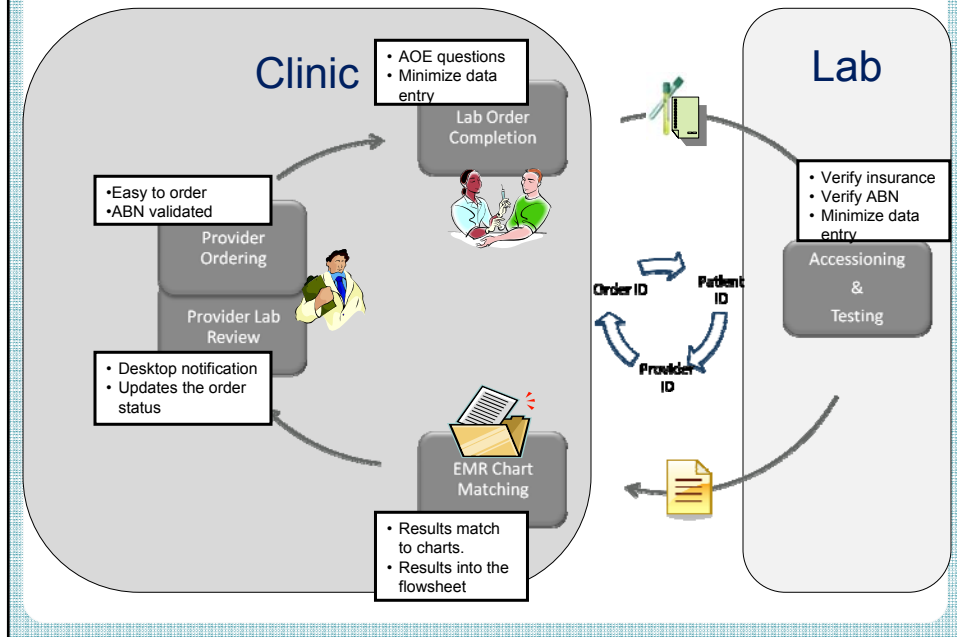 Clinic
• AOE questions
• Minimize data
entry
Lab Order
Completion
•Easy to order
•ABN validated
Provider
Ordering
Provider Lab
Review
• Desktop notification
• Updates the order
status
EMR Chart
Matching
• Results match
to charts.
• Results into the
flowsheet
Order ID
Patient
ID
Provider
ID
Lab
• Verify insurance
• Verify ABN
• Minimize data
entry
Accessioning
&
Testing